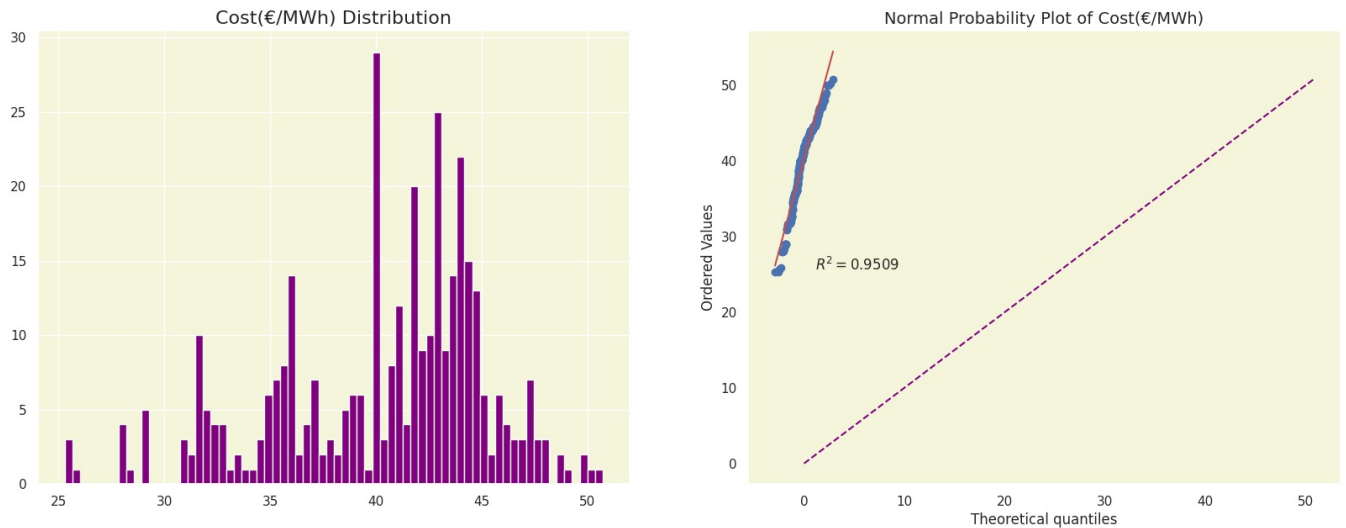 Cost(€/MWh) Distribution
30
25
20
15
10
5
0
25 30 35 40 45 50
Normal Probability Plot of Cost(€/MWh)
Ordered Values
50
40
30
20
10
0
R² = 0.9509
0 10 20 30 40 50
Theoretical quantiles